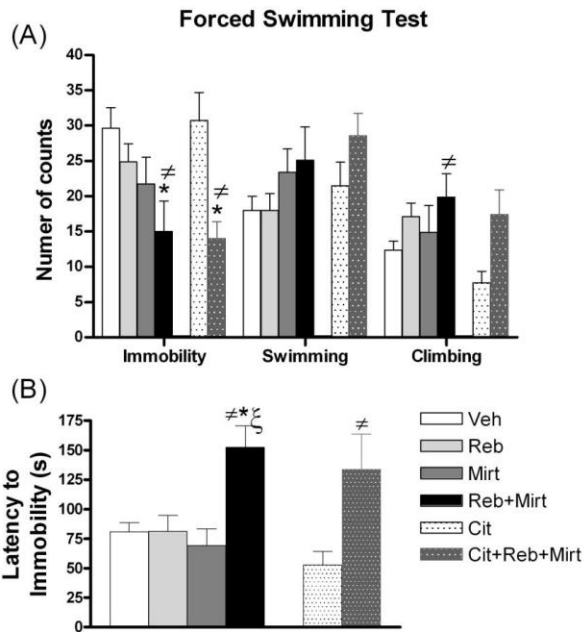 Forced Swimming Test
(A)
Numer of counts
40
35
30
25
20
15
10
5
0
≠
*
≠
*
≠
Immobility
Swimming
Climbing
(B)
Latency to
Immobility (s)
175
150
125
100
75
50
25
0
≠*ξ
≠
Veh
Reb
Mirt
Reb+Mirt
Cit
Cit+Reb+Mirt